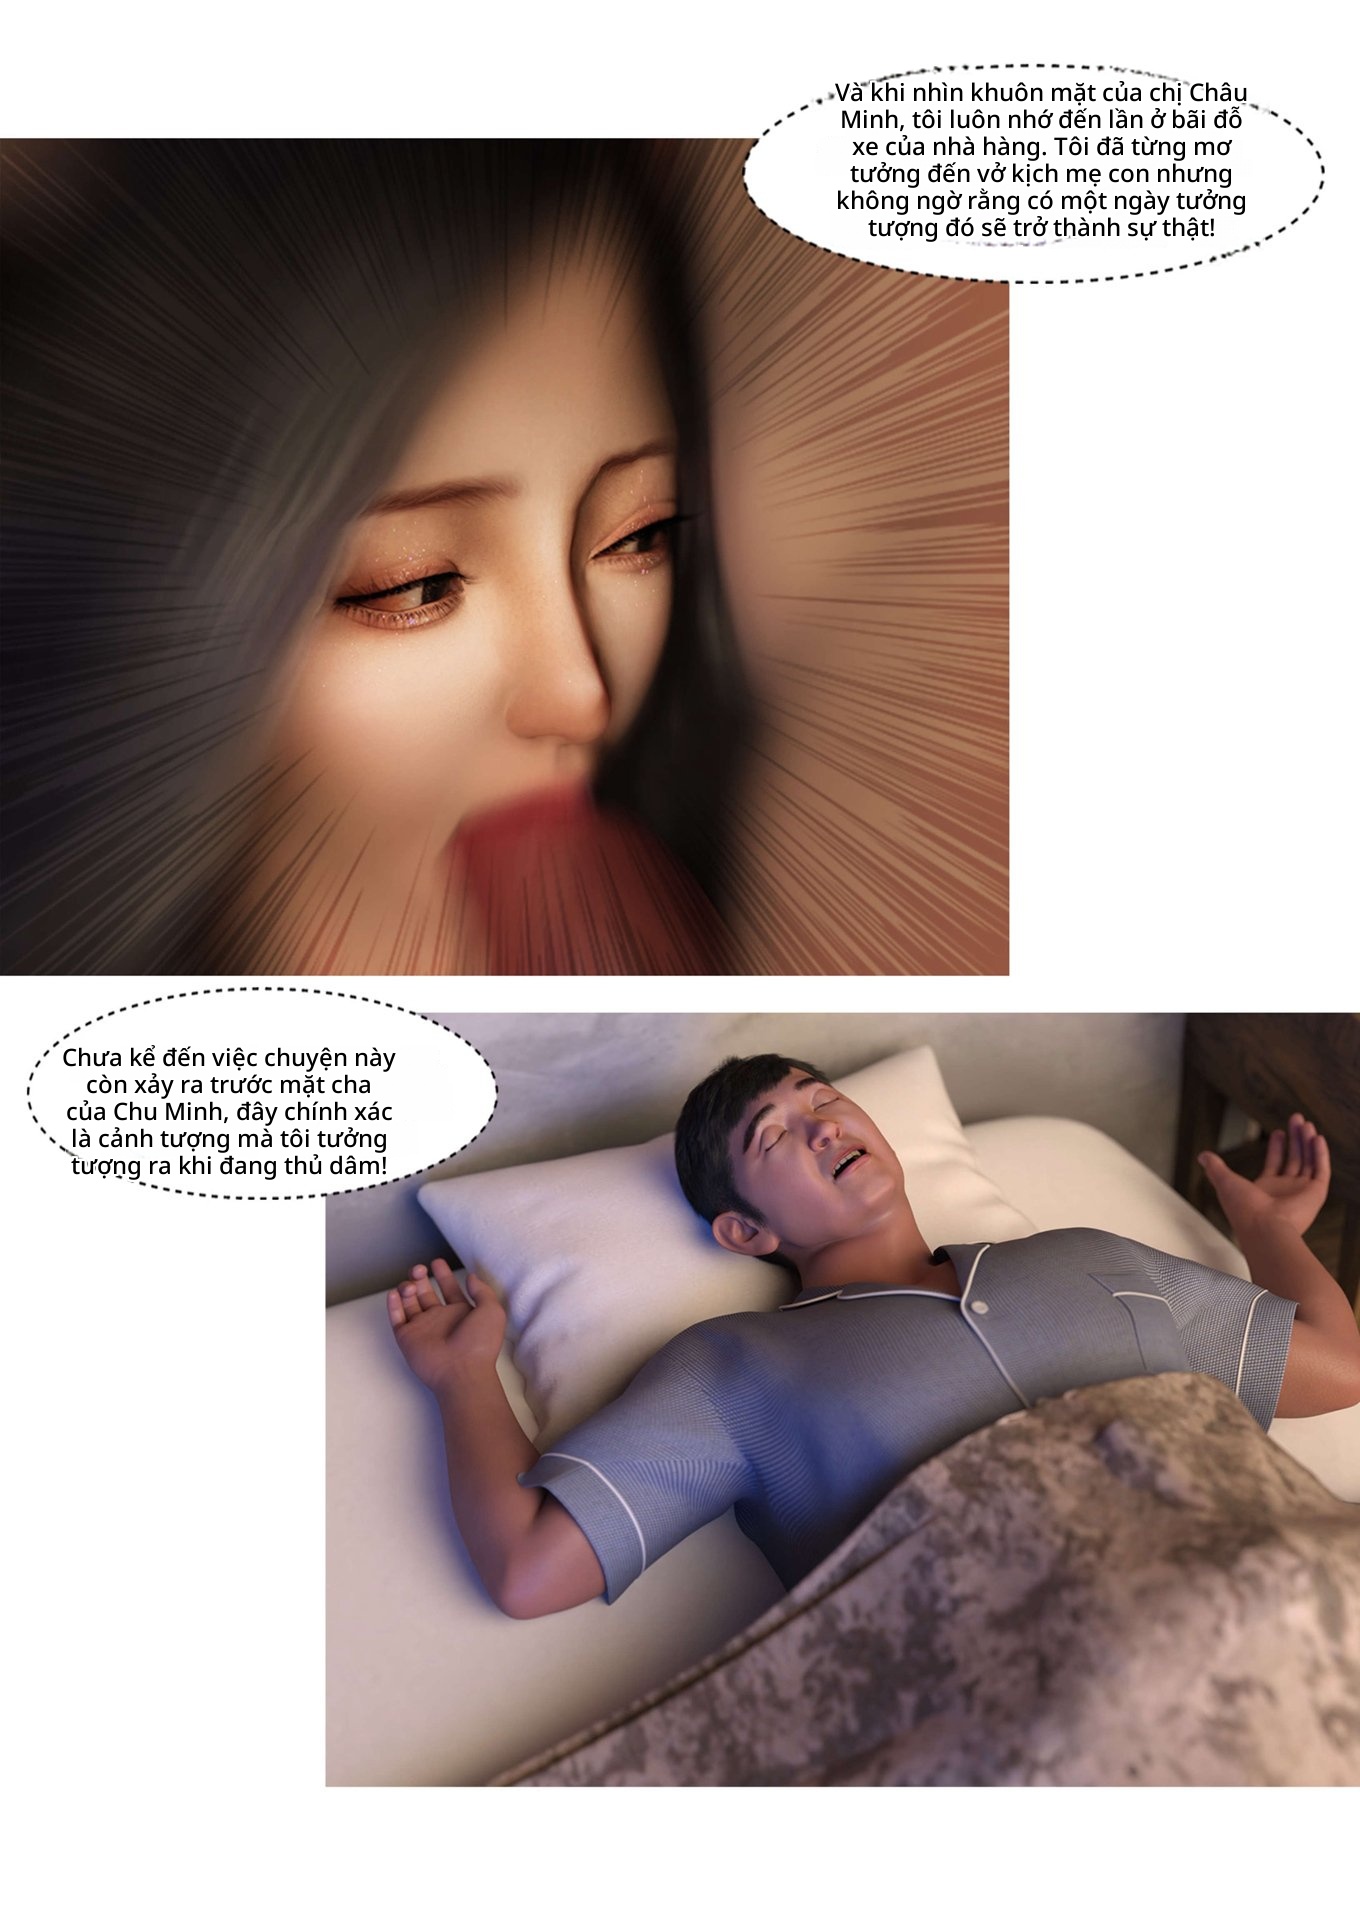 Và khi nhìn khuôn mặt của chị Châu
Minh, tôi luôn nhớ đến lần ở bãi đỗ
xe của nhà hàng. Tôi đã từng mơ
tưởng đến vở kịch mẹ con nhưng
không ngờ rằng có một ngày tưởng
tượng đó sẽ trở thành sự thật!
Chưa kể đến việc chuyện này
còn xảy ra trước mặt cha
của Chu Minh, đây chính xác
là cảnh tượng mà tôi tưởng
tượng ra khi đang thủ dâm!